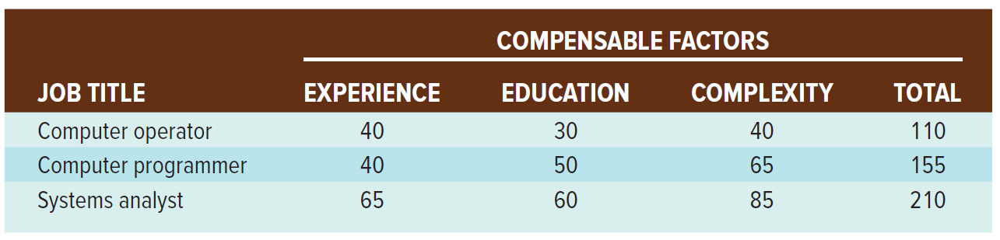 COMPENSABLE FACTORS
JOB TITLE EXPERIENCE EDUCATION COMPLEXITY TOTAL
Computer operator 40 30 40 110
Computer programmer 40 50 65 155
Systems analyst 65 60 85 210